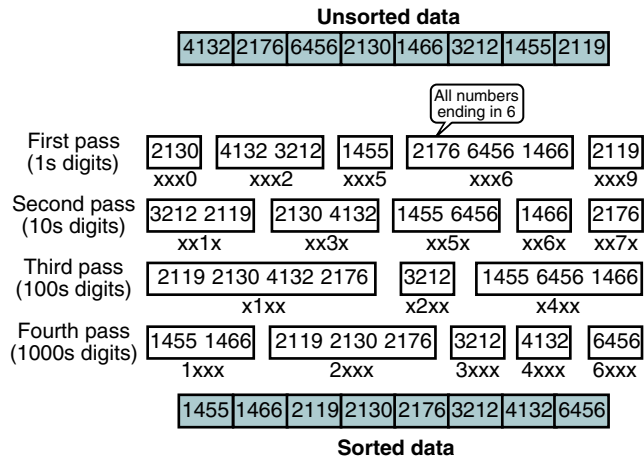 Unsorted data
4132 2176 6456 2130 1466 3212 1455 2119
All numbers
ending in 6
First pass
(1s digits)
2130 4132 3212 1455 2176 6456 1466 2119
xxx0 xxx2 xxx5 xxx6 xxx9
Second pass
(10s digits)
3212 2119 2130 4132 1455 6456 1466 2176
xx1x xx3x xx5x xx6x xx7x
Third pass
(100s digits)
2119 2130 4132 2176 3212 1455 6456 1466
x1xx x2xx x4xx
Fourth pass
(1000s digits)
1455 1466 2119 2130 2176 3212 4132 6456
1xxx 2xxx 3xxx 4xxx 6xxx
1455 1466 2119 2130 2176 3212 4132 6456
Sorted data